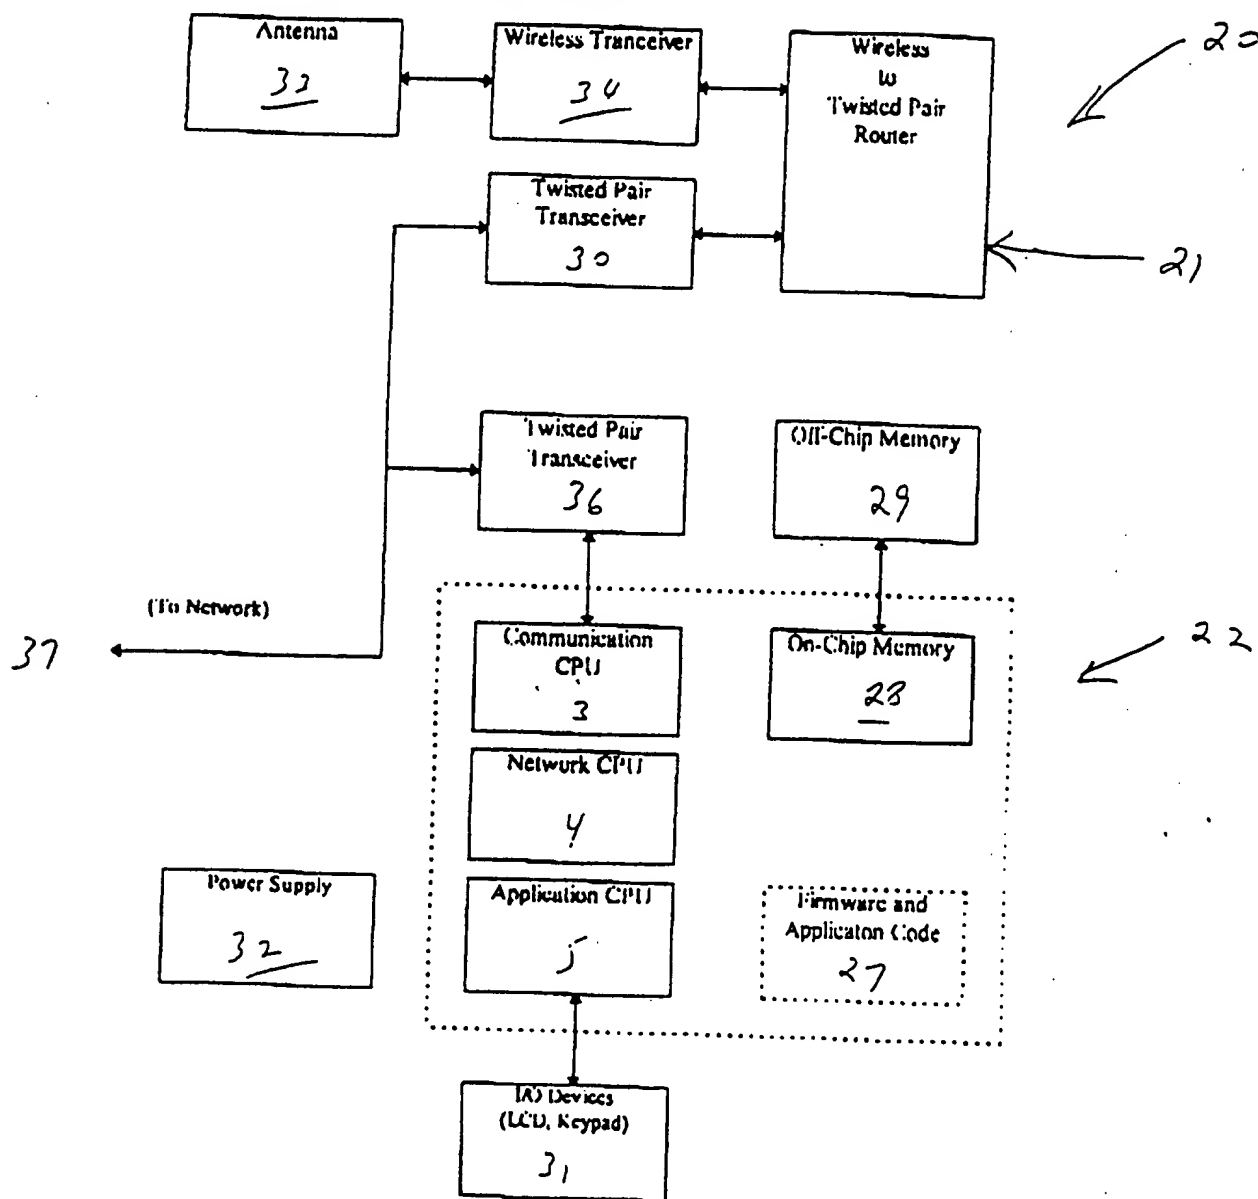 Antenna
33
Wireless Tranceiver
34
Wireless
to
Twisted Pair
Router
20
Twisted Pair
Transceiver
30
21
Twisted Pair
Transceiver
36
Off-Chip Memory
29
(To Network)
37
Communication
CPU
3
On-Chip Memory
28
22
Network CPU
4
Power Supply
32
Application CPU
5
Firmware and
Applicaton Code
27
I/O Devices
(LCD, Keypad)
31